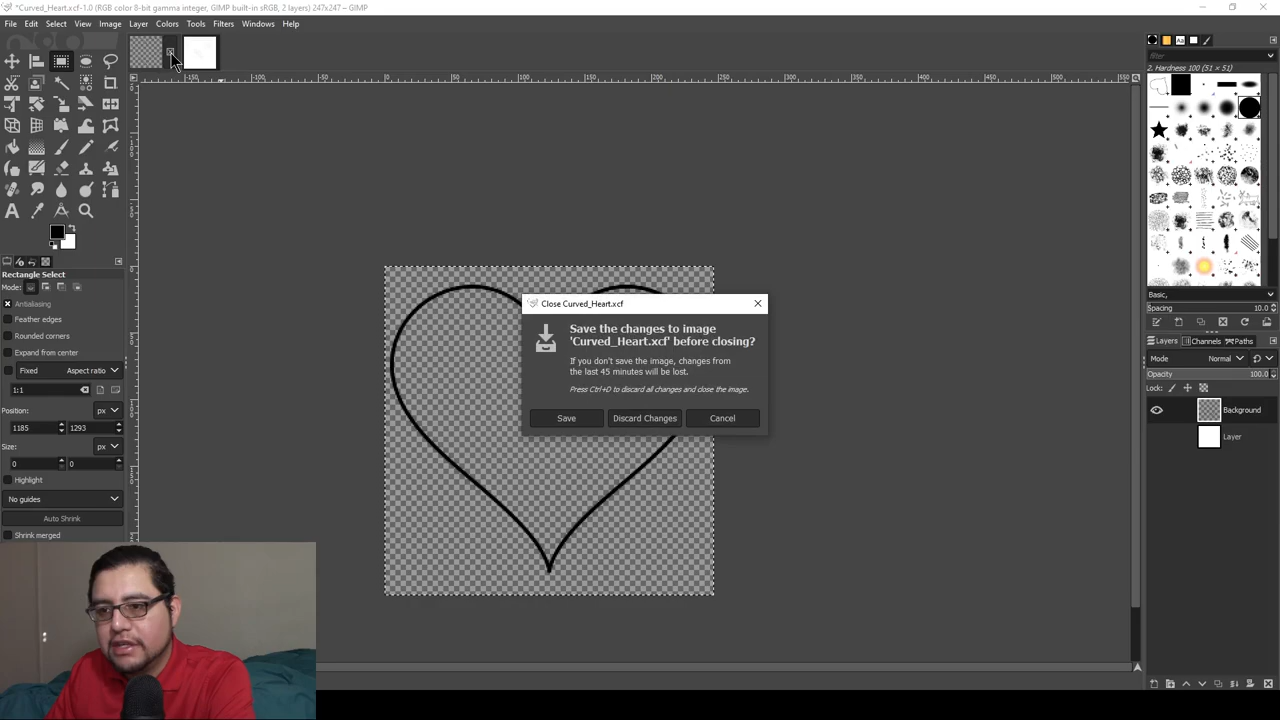 *Curved_Heart.xcf-1.0 (RGB color 8-bit gamma integer, GIMP built-in sRGB, 2 layers) 247x247 – GIMP
File Edit Select View Image Layer Colors Tools Filters Windows Help
filter
2. Hardness 100 (51 × 51)
Rectangle Select
Mode:
Antialiasing
Feather edges
Rounded corners
Expand from center
Fixed Aspect ratio
1:1
Position: px
1185 1293
Size: px
0 0
Highlight
No guides
Auto Shrink
Shrink merged
Close Curved_Heart.xcf
Save the changes to image
'Curved_Heart.xcf' before closing?
If you don't save the image, changes from
the last 45 minutes will be lost.
Press Ctrl+D to discard all changes and close the image.
Save Discard Changes Cancel
Basic,
Spacing 10.0
Layers Channels Paths
Mode Normal
Opacity 100.0
Lock:
Background
Layer